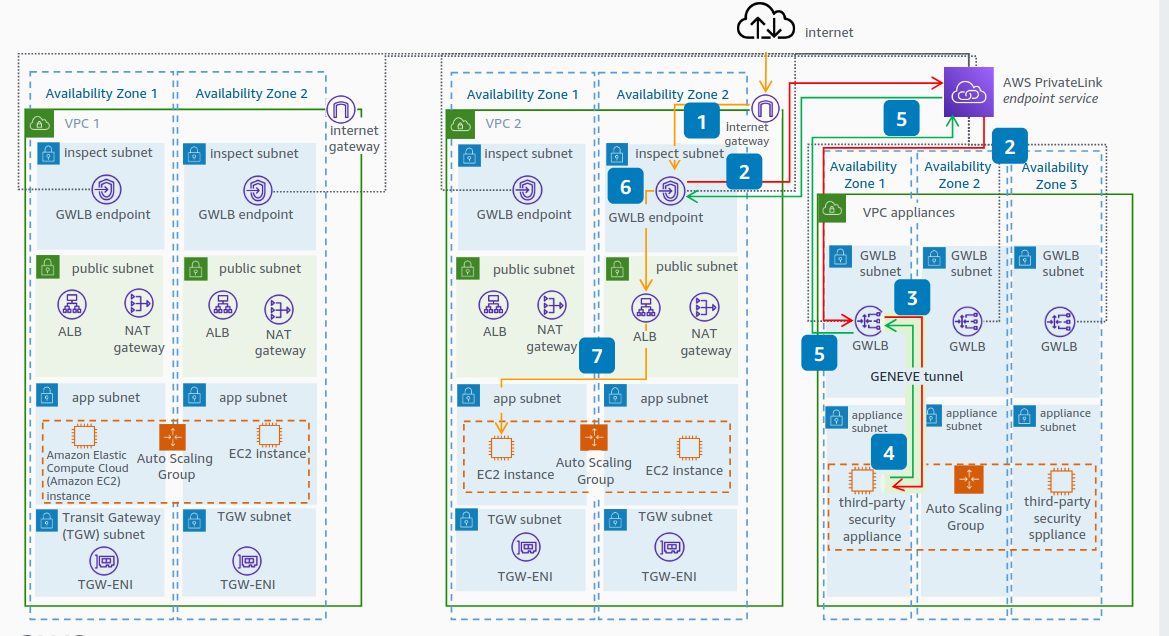 internet
AWS PrivateLink
endpoint service
Availability Zone 1
Availability Zone 2
VPC 1
internet
gateway
inspect subnet
GWLB endpoint
inspect subnet
GWLB endpoint
public subnet
ALB
NAT
gateway
public subnet
ALB
NAT
gateway
app subnet
app subnet
Amazon Elastic
Compute Cloud
(Amazon EC2)
instance
Auto Scaling
Group
EC2 instance
Transit Gateway
(TGW) subnet
TGW-ENI
TGW subnet
TGW-ENI
Availability Zone 1
Availability Zone 2
VPC 2
1
internet
gateway
inspect subnet
GWLB endpoint
inspect subnet
2
6
GWLB endpoint
public subnet
ALB
NAT
gateway
public subnet
ALB
NAT
gateway
7
app subnet
app subnet
EC2 instance
Auto Scaling
Group
EC2 instance
TGW subnet
TGW-ENI
TGW subnet
TGW-ENI
5
2
Availability
Zone 1
Availability
Zone 2
Availability
Zone 3
VPC appliances
GWLB
subnet
GWLB
subnet
GWLB
subnet
3
GWLB
GWLB
GWLB
5
GENEVE tunnel
appliance
subnet
appliance
subnet
appliance
subnet
4
third-party
security
appliance
Auto Scaling
Group
third-party
security
sppliance